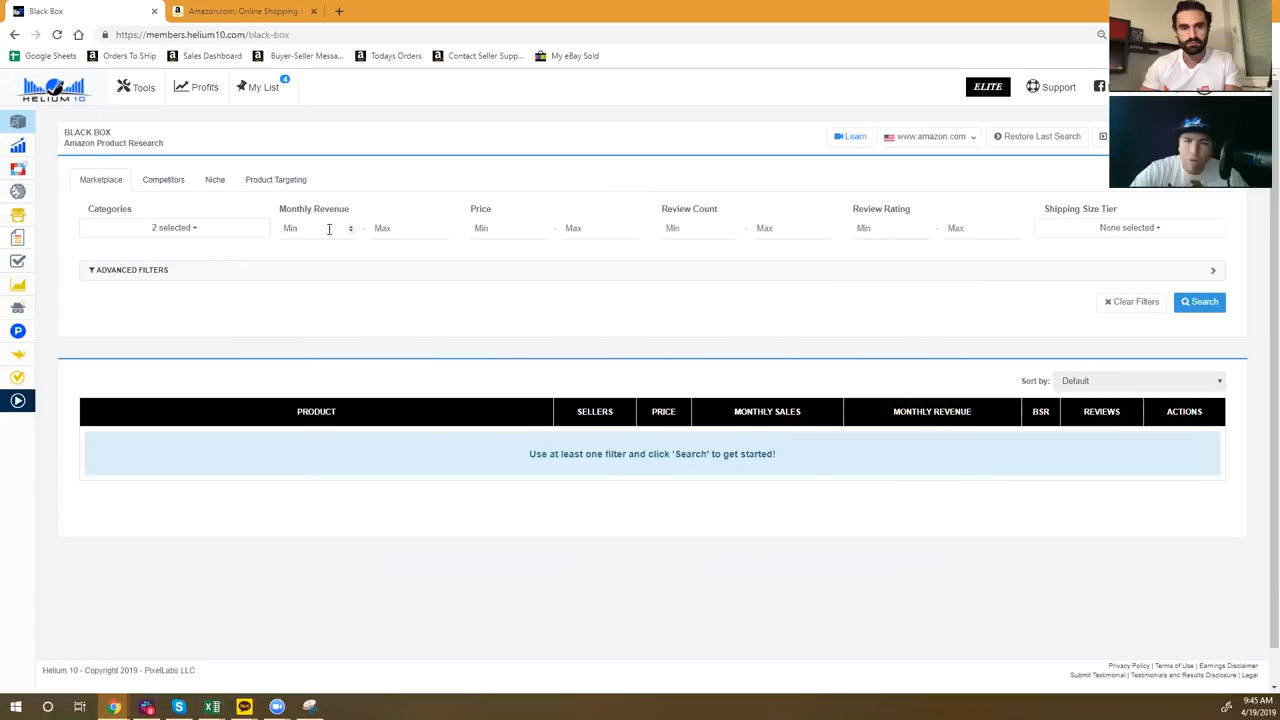 Black Box
Amazon.com: Online Shopping
https://members.helium10.com/black-box
Google Sheets
Orders To SHip
Sales Dashboard
Buyer-Seller Messa...
Todays Orders
Contact Seller Supp...
My eBay Sold
HELIUM 10
Tools
Profits
My List
4
ELITE
Support
BLACK BOX
Amazon Product Research
Learn
www.amazon.com
Restore Last Search
Marketplace
Competitors
Niche
Product Targeting
Categories
Monthly Revenue
Price
Review Count
Review Rating
Shipping Size Tier
2 selected
Min - Max
Min - Max
Min - Max
Min - Max
None selected
ADVANCED FILTERS
Clear Filters
Search
Sort by: Default
PRODUCT
SELLERS
PRICE
MONTHLY SALES
MONTHLY REVENUE
BSR
REVIEWS
ACTIONS
Use at least one filter and click 'Search' to get started!
Helium 10 - Copyright 2019 - PixelLabs LLC
Privacy Policy | Terms of Use | Earnings Disclaimer
Submit Testimonial | Testimonials and Results Disclosure | Legal
9:45 AM
4/19/2019